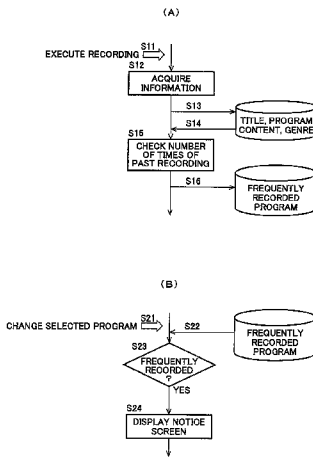 (A)
S11
EXECUTE RECORDING
S12
ACQUIRE
INFORMATION
S13
S14
TITLE, PROGRAM
CONTENT, GENRE
S15
CHECK NUMBER
OF TIMES OF
PAST RECORDING
S16
FREQUENTLY
RECORDED
PROGRAM
(B)
S21
CHANGE SELECTED PROGRAM
S22
FREQUENTLY
RECORDED
PROGRAM
S23
FREQUENTLY
RECORDED
?
YES
S24
DISPLAY NOTICE
SCREEN